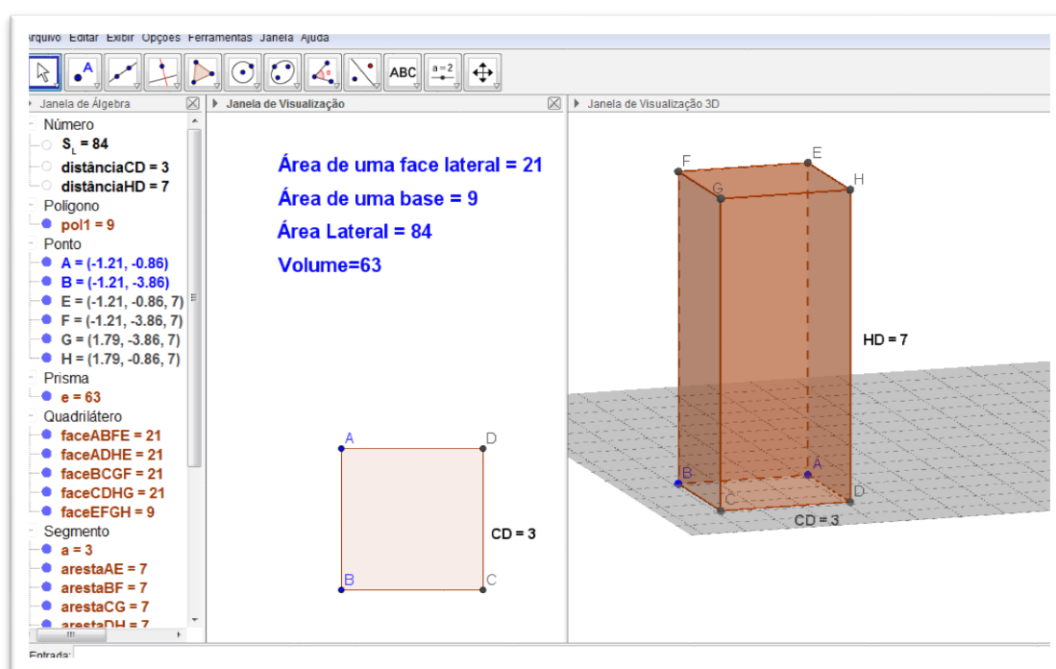 Arquivo Editar Exibir Opções Ferramentas Janela Ajuda
A
ABC
a=2
Janela de Álgebra
Janela de Visualização
Janela de Visualização 3D
Número
S_L = 84
distânciaCD = 3
distânciaHD = 7
Polígono
pol1 = 9
Ponto
A = (-1.21, -0.86)
B = (-1.21, -3.86)
E = (-1.21, -0.86, 7)
F = (-1.21, -3.86, 7)
G = (1.79, -3.86, 7)
H = (1.79, -0.86, 7)
Prisma
e = 63
Quadrilátero
faceABFE = 21
faceADHE = 21
faceBCGF = 21
faceCDHG = 21
faceEFGH = 9
Segmento
a = 3
arestaAE = 7
arestaBF = 7
arestaCG = 7
arestaDH = 7
Entrada:
Área de uma face lateral = 21
Área de uma base = 9
Área Lateral = 84
Volume=63
A
D
CD = 3
B
C
E
F
G
H
HD = 7
A
B
C
D
CD = 3